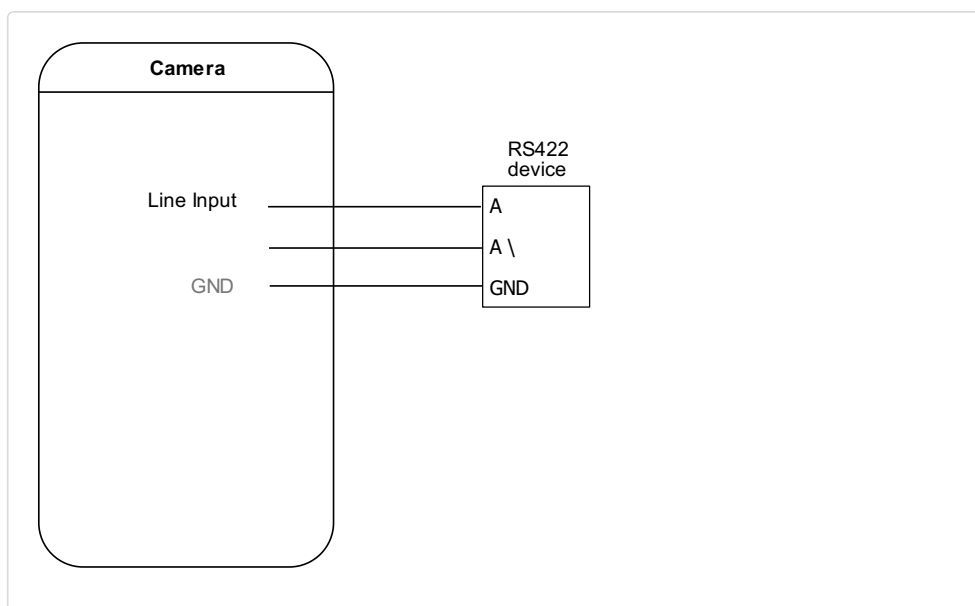 Camera
RS422
device
Line Input
A
A \
GND
GND